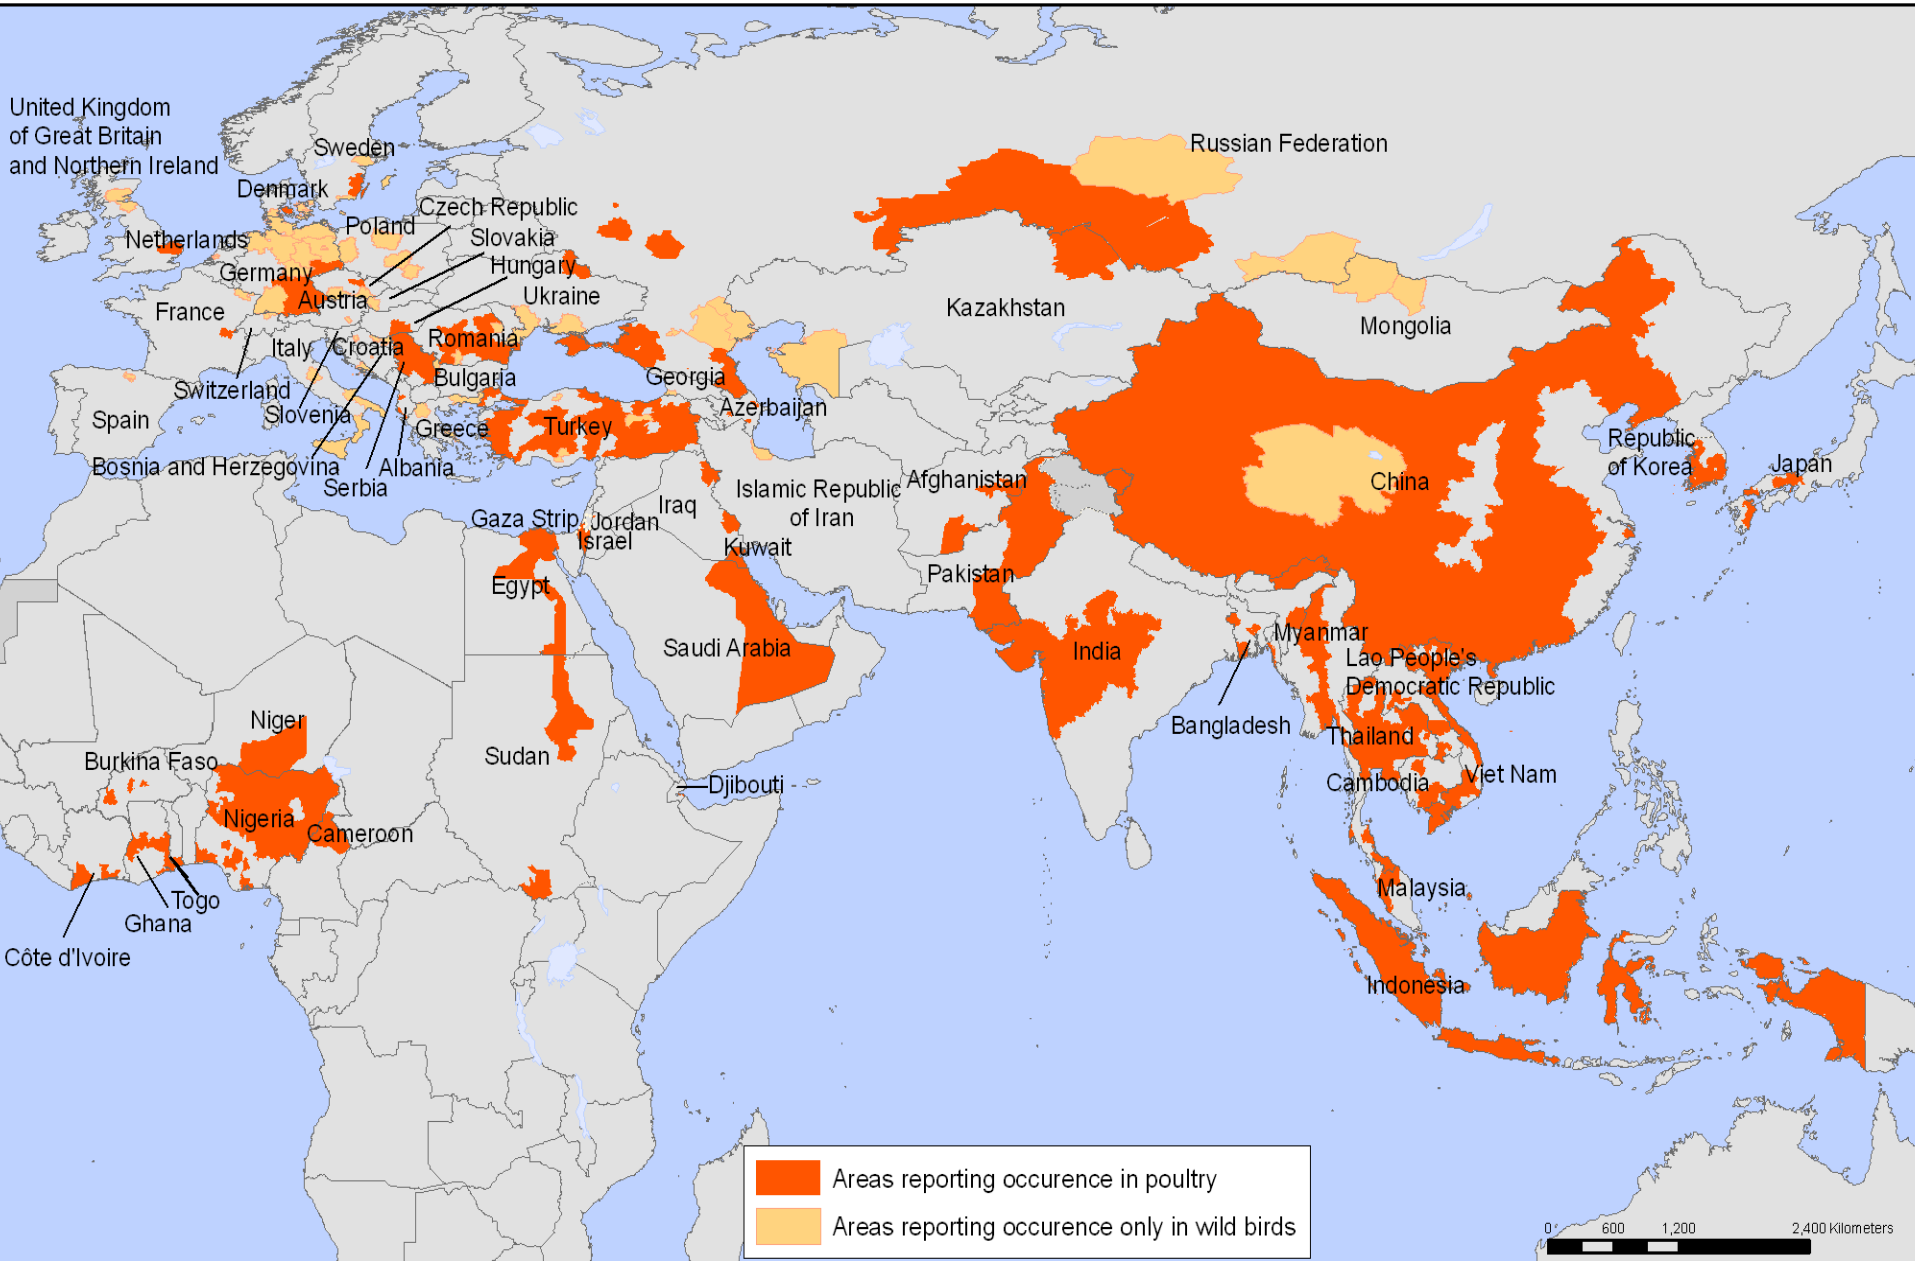 United Kingdom
of Great Britain
and Northern Ireland
Sweden
Russian Federation
Denmark
Czech Republic
Poland
Slovakia
Netherlands
Hungary
Germany
Austria
Ukraine
France
Kazakhstan
Mongolia
Italy
Croatia
Romania
Switzerland
Bulgaria
Georgia
Slovenia
Azerbaijan
Spain
Greece
Turkey
Republic
of Korea
Japan
Bosnia and Herzegovina
Albania
Serbia
Afghanistan
China
Islamic Republic
of Iran
Iraq
Gaza Strip
Jordan
Israel
Kuwait
Pakistan
Egypt
Saudi Arabia
India
Myanmar
Lao People's
Democratic Republic
Bangladesh
Niger
Thailand
Burkina Faso
Sudan
Djibouti
Cambodia
Viet Nam
Nigeria
Cameroon
Malaysia
Togo
Ghana
Côte d'Ivoire
Indonesia
Areas reporting occurence in poultry
Areas reporting occurence only in wild birds
0 600 1,200 2,400 Kilometers